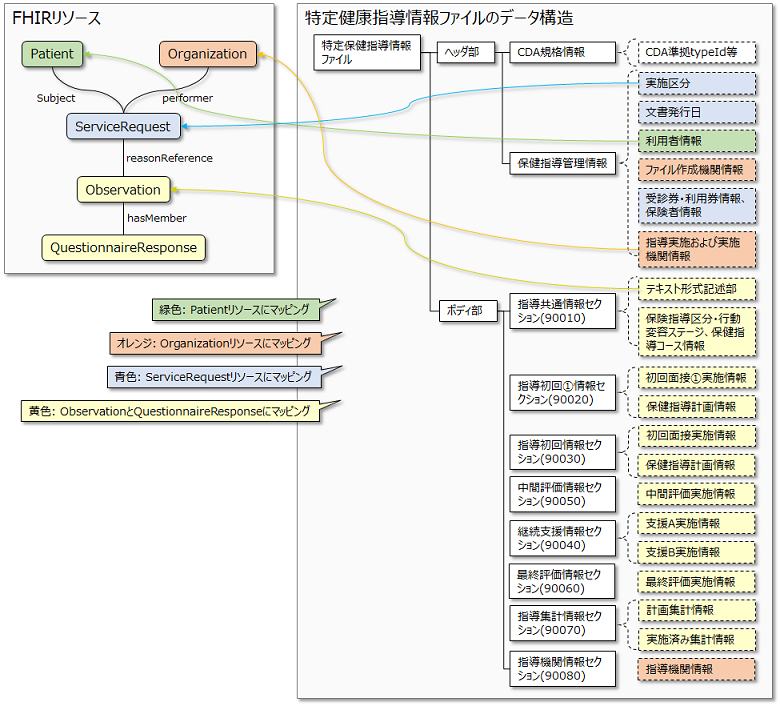 FHIRリソース
Patient
Organization
Subject
performer
ServiceRequest
reasonReference
Observation
hasMember
QuestionnaireResponse
緑色: Patientリソースにマッピング
オレンジ: Organizationリソースにマッピング
青色: ServiceRequestリソースにマッピング
黄色: ObservationとQuestionnaireResponseにマッピング
特定健康指導情報ファイルのデータ構造
特定保健指導情報
ファイル
ヘッダ部
CDA規格情報
CDA準拠typeId等
保健指導管理情報
実施区分
文書発行日
利用者情報
ファイル作成機関情報
受診券・利用券情報、
保険者情報
指導実施および実施
機関情報
ボディ部
指導共通情報セク
ション(90010)
テキスト形式記述部
保険指導区分・行動
変容ステージ、保健指
導コース情報
指導初回①情報セ
クション(90020)
初回面接①実施情報
保健指導計画情報
指導初回情報セク
ション(90030)
初回面接実施情報
保健指導計画情報
中間評価情報セク
ション(90050)
中間評価実施情報
継続支援情報セク
ション(90040)
支援A実施情報
支援B実施情報
最終評価情報セク
ション(90060)
最終評価実施情報
指導集計情報セク
ション(90070)
計画集計情報
実施済み集計情報
指導機関情報セク
ション(90080)
指導機関情報